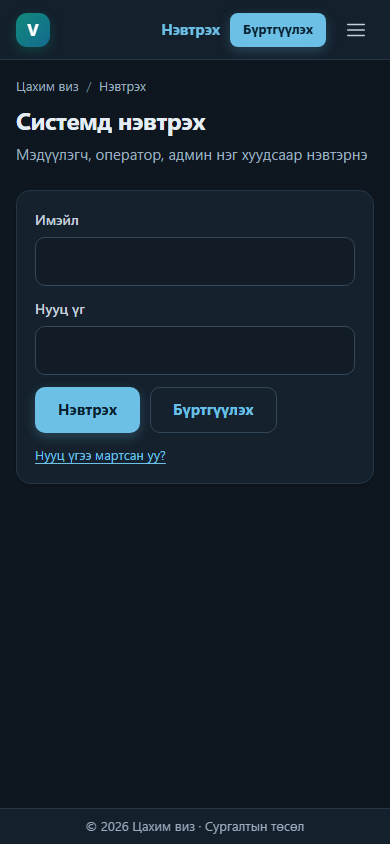 V Нэвтрэх Бүртгүүлэх
Цахим виз / Нэвтрэх
Системд нэвтрэх
Мэдүүлэгч, оператор, админ нэг хуудсаар нэвтэрнэ
Имэйл
Нууц үг
Нэвтрэх Бүртгүүлэх
Нууц үгээ мартсан уу?
© 2026 Цахим виз · Сургалтын төсөл